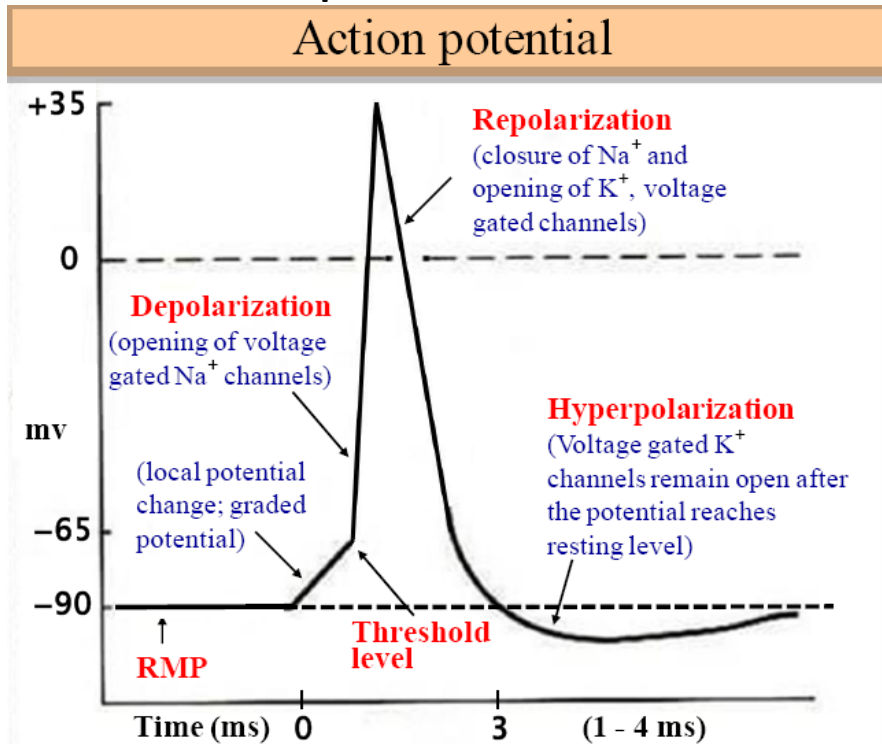 Action potential
+35
Repolarization
(closure of Na⁺ and
opening of K⁺, voltage
gated channels)
0
Depolarization
(opening of voltage
gated Na⁺ channels)
Hyperpolarization
(Voltage gated K⁺
channels remain open after
the potential reaches
resting level)
mv
(local potential
change; graded
potential)
−65
−90
Threshold
level
RMP
Time (ms) 0 3 (1 - 4 ms)